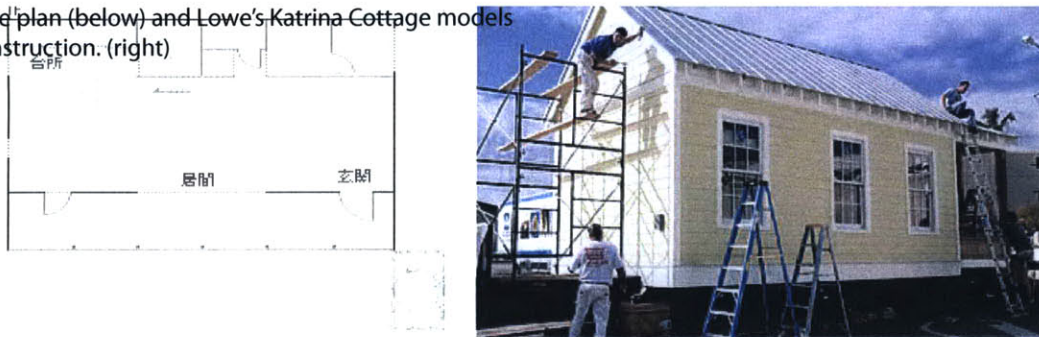 e plan (below) and Lowe's Katrina Cottage models
nstruction. (right)
台所
居間
玄関